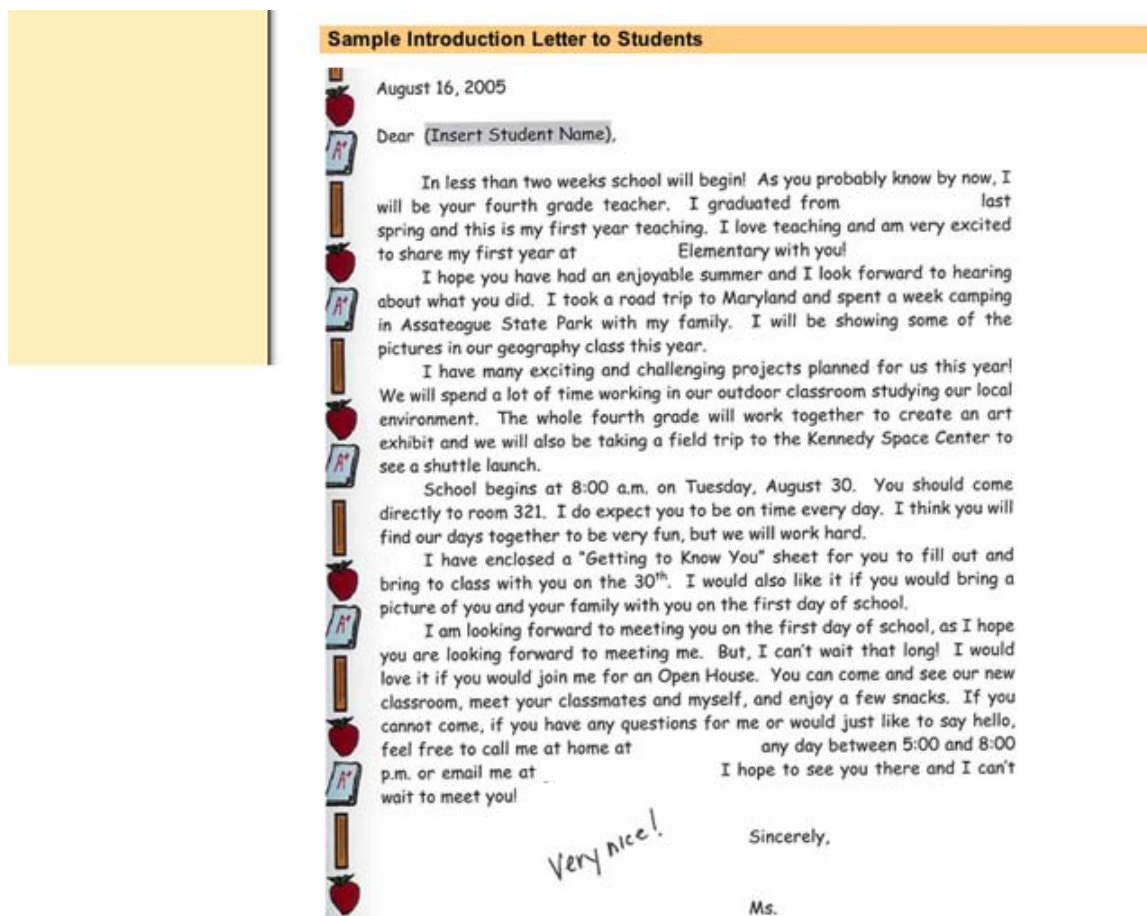 Sample Introduction Letter to Students
August 16, 2005
Dear (Insert Student Name),
In less than two weeks school will begin! As you probably know by now, I
will be your fourth grade teacher. I graduated from last
spring and this is my first year teaching. I love teaching and am very excited
to share my first year at Elementary with you!
I hope you have had an enjoyable summer and I look forward to hearing
about what you did. I took a road trip to Maryland and spent a week camping
in Assateague State Park with my family. I will be showing some of the
pictures in our geography class this year.
I have many exciting and challenging projects planned for us this year!
We will spend a lot of time working in our outdoor classroom studying our local
environment. The whole fourth grade will work together to create an art
exhibit and we will also be taking a field trip to the Kennedy Space Center to
see a shuttle launch.
School begins at 8:00 a.m. on Tuesday, August 30. You should come
directly to room 321. I do expect you to be on time every day. I think you will
find our days together to be very fun, but we will work hard.
I have enclosed a "Getting to Know You" sheet for you to fill out and
bring to class with you on the 30th. I would also like it if you would bring a
picture of you and your family with you on the first day of school.
I am looking forward to meeting you on the first day of school, as I hope
you are looking forward to meeting me. But, I can't wait that long! I would
love it if you would join me for an Open House. You can come and see our new
classroom, meet your classmates and myself, and enjoy a few snacks. If you
cannot come, if you have any questions for me or would just like to say hello,
feel free to call me at home at any day between 5:00 and 8:00
p.m. or email me at I hope to see you there and I can't
wait to meet you!
Very nice!
Sincerely,
Ms.
A+
A+
A+
A+
A+